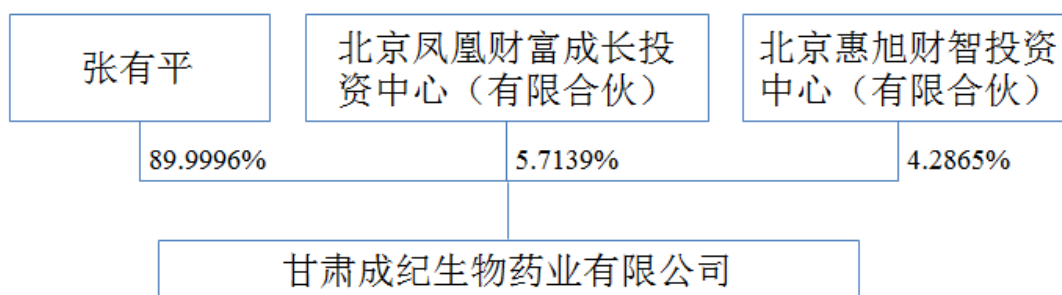 张有平
北京凤凰财富成长投
资中心（有限合伙）
北京惠旭财智投资
中心（有限合伙）
89.9996%
5.7139%
4.2865%
甘肃成纪生物药业有限公司